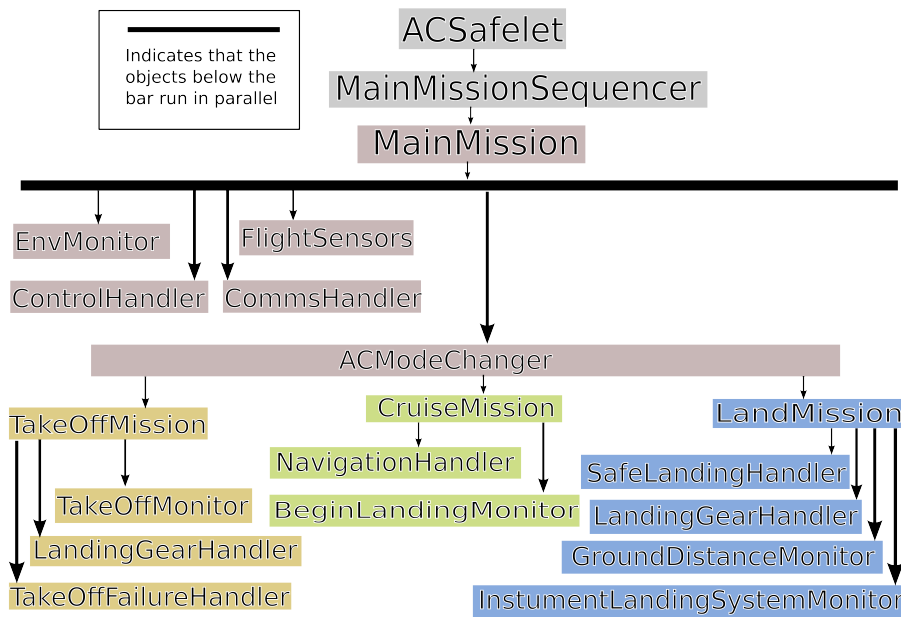 ACSafelet
Indicates that the
objects below the
bar run in parallel
MainMissionSequencer
MainMission
EnvMonitor
FlightSensors
ControlHandler
CommsHandler
ACModeChanger
TakeOffMission
CruiseMission
LandMission
NavigationHandler
SafeLandingHandler
TakeOffMonitor
BeginLandingMonitor
LandingGearHandler
LandingGearHandler
GroundDistanceMonitor
TakeOffFailureHandler
InstumentLandingSystemMonitor